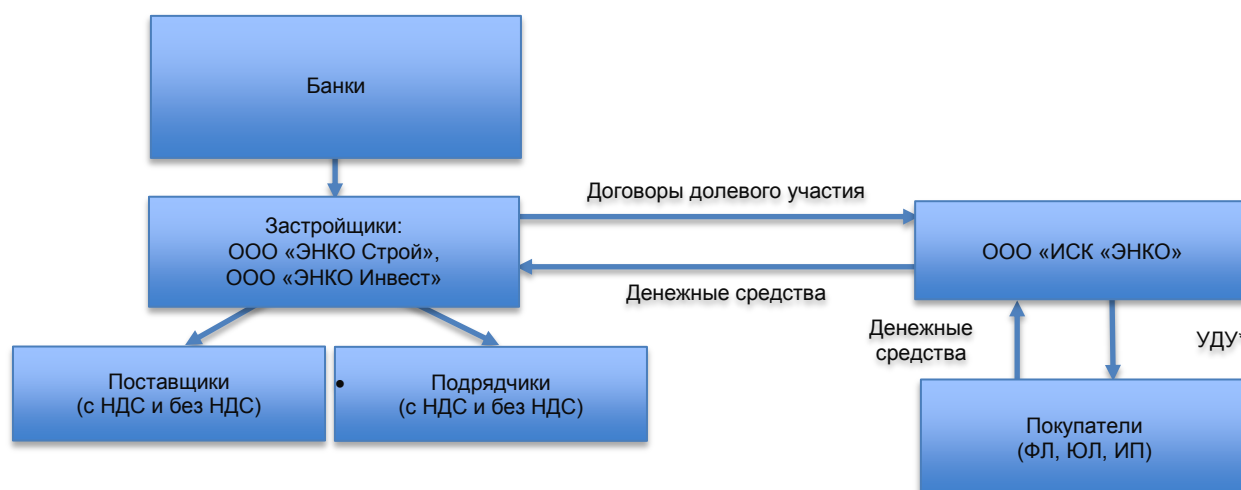 Банки
Договоры долевого участия
Застройщики:
ООО «ЭНКО Строй»,
ООО «ЭНКО Инвест»
ООО «ИСК «ЭНКО»
Денежные средства
Денежные
средства
УДУ*
Поставщики
(с НДС и без НДС)
• Подрядчики
(с НДС и без НДС)
Покупатели
(ФЛ, ЮЛ, ИП)